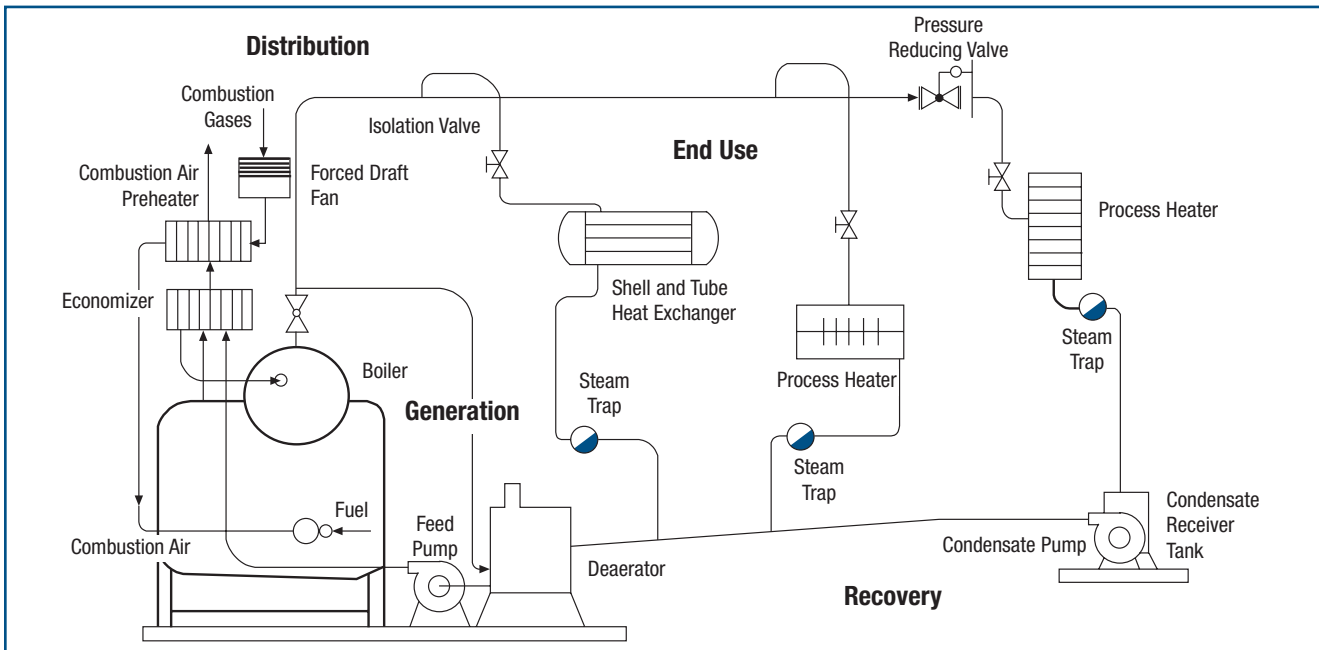 Distribution
Pressure
Reducing Valve
Combustion
Gases
Isolation Valve
End Use
Combustion Air
Preheater
Forced Draft
Fan
Process Heater
Economizer
Shell and Tube
Heat Exchanger
Steam
Trap
Boiler
Process Heater
Steam
Trap
Generation
Steam
Trap
Fuel
Feed
Pump
Combustion Air
Deaerator
Condensate Pump
Condensate
Receiver
Tank
Recovery